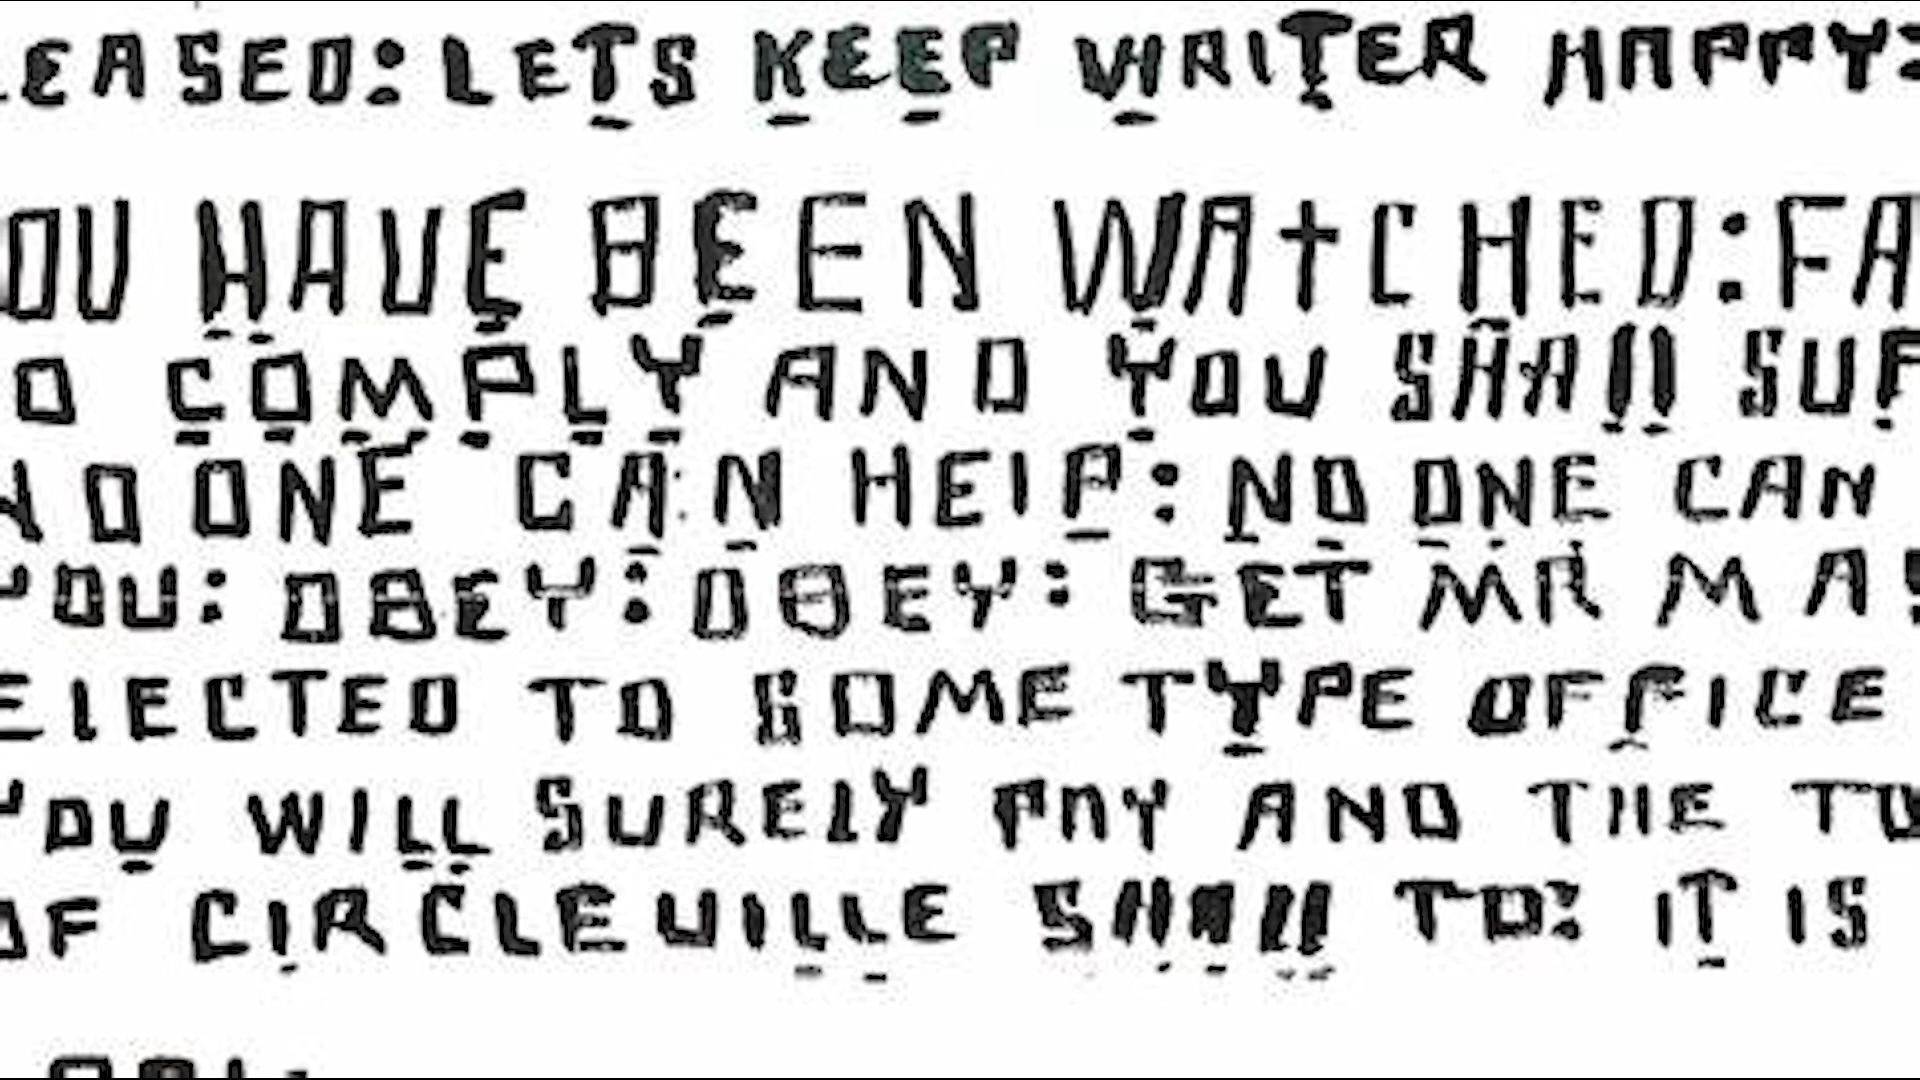 EASED: LETS KEEP WRITER HAPPY:
OU HAVE BEEN WATCHED: FA
O COMPLY AND YOU SHAll SUF
NO ONE CAN HElP: NO ONE CAN
YOU: OBEY: OBEY: GET MR MA
ElECTED TO SOME TYPE OFFICE
YOU WILL SURElY PAY AND THE TO
OF CIRCLEVILLE SHAll TO: IT IS